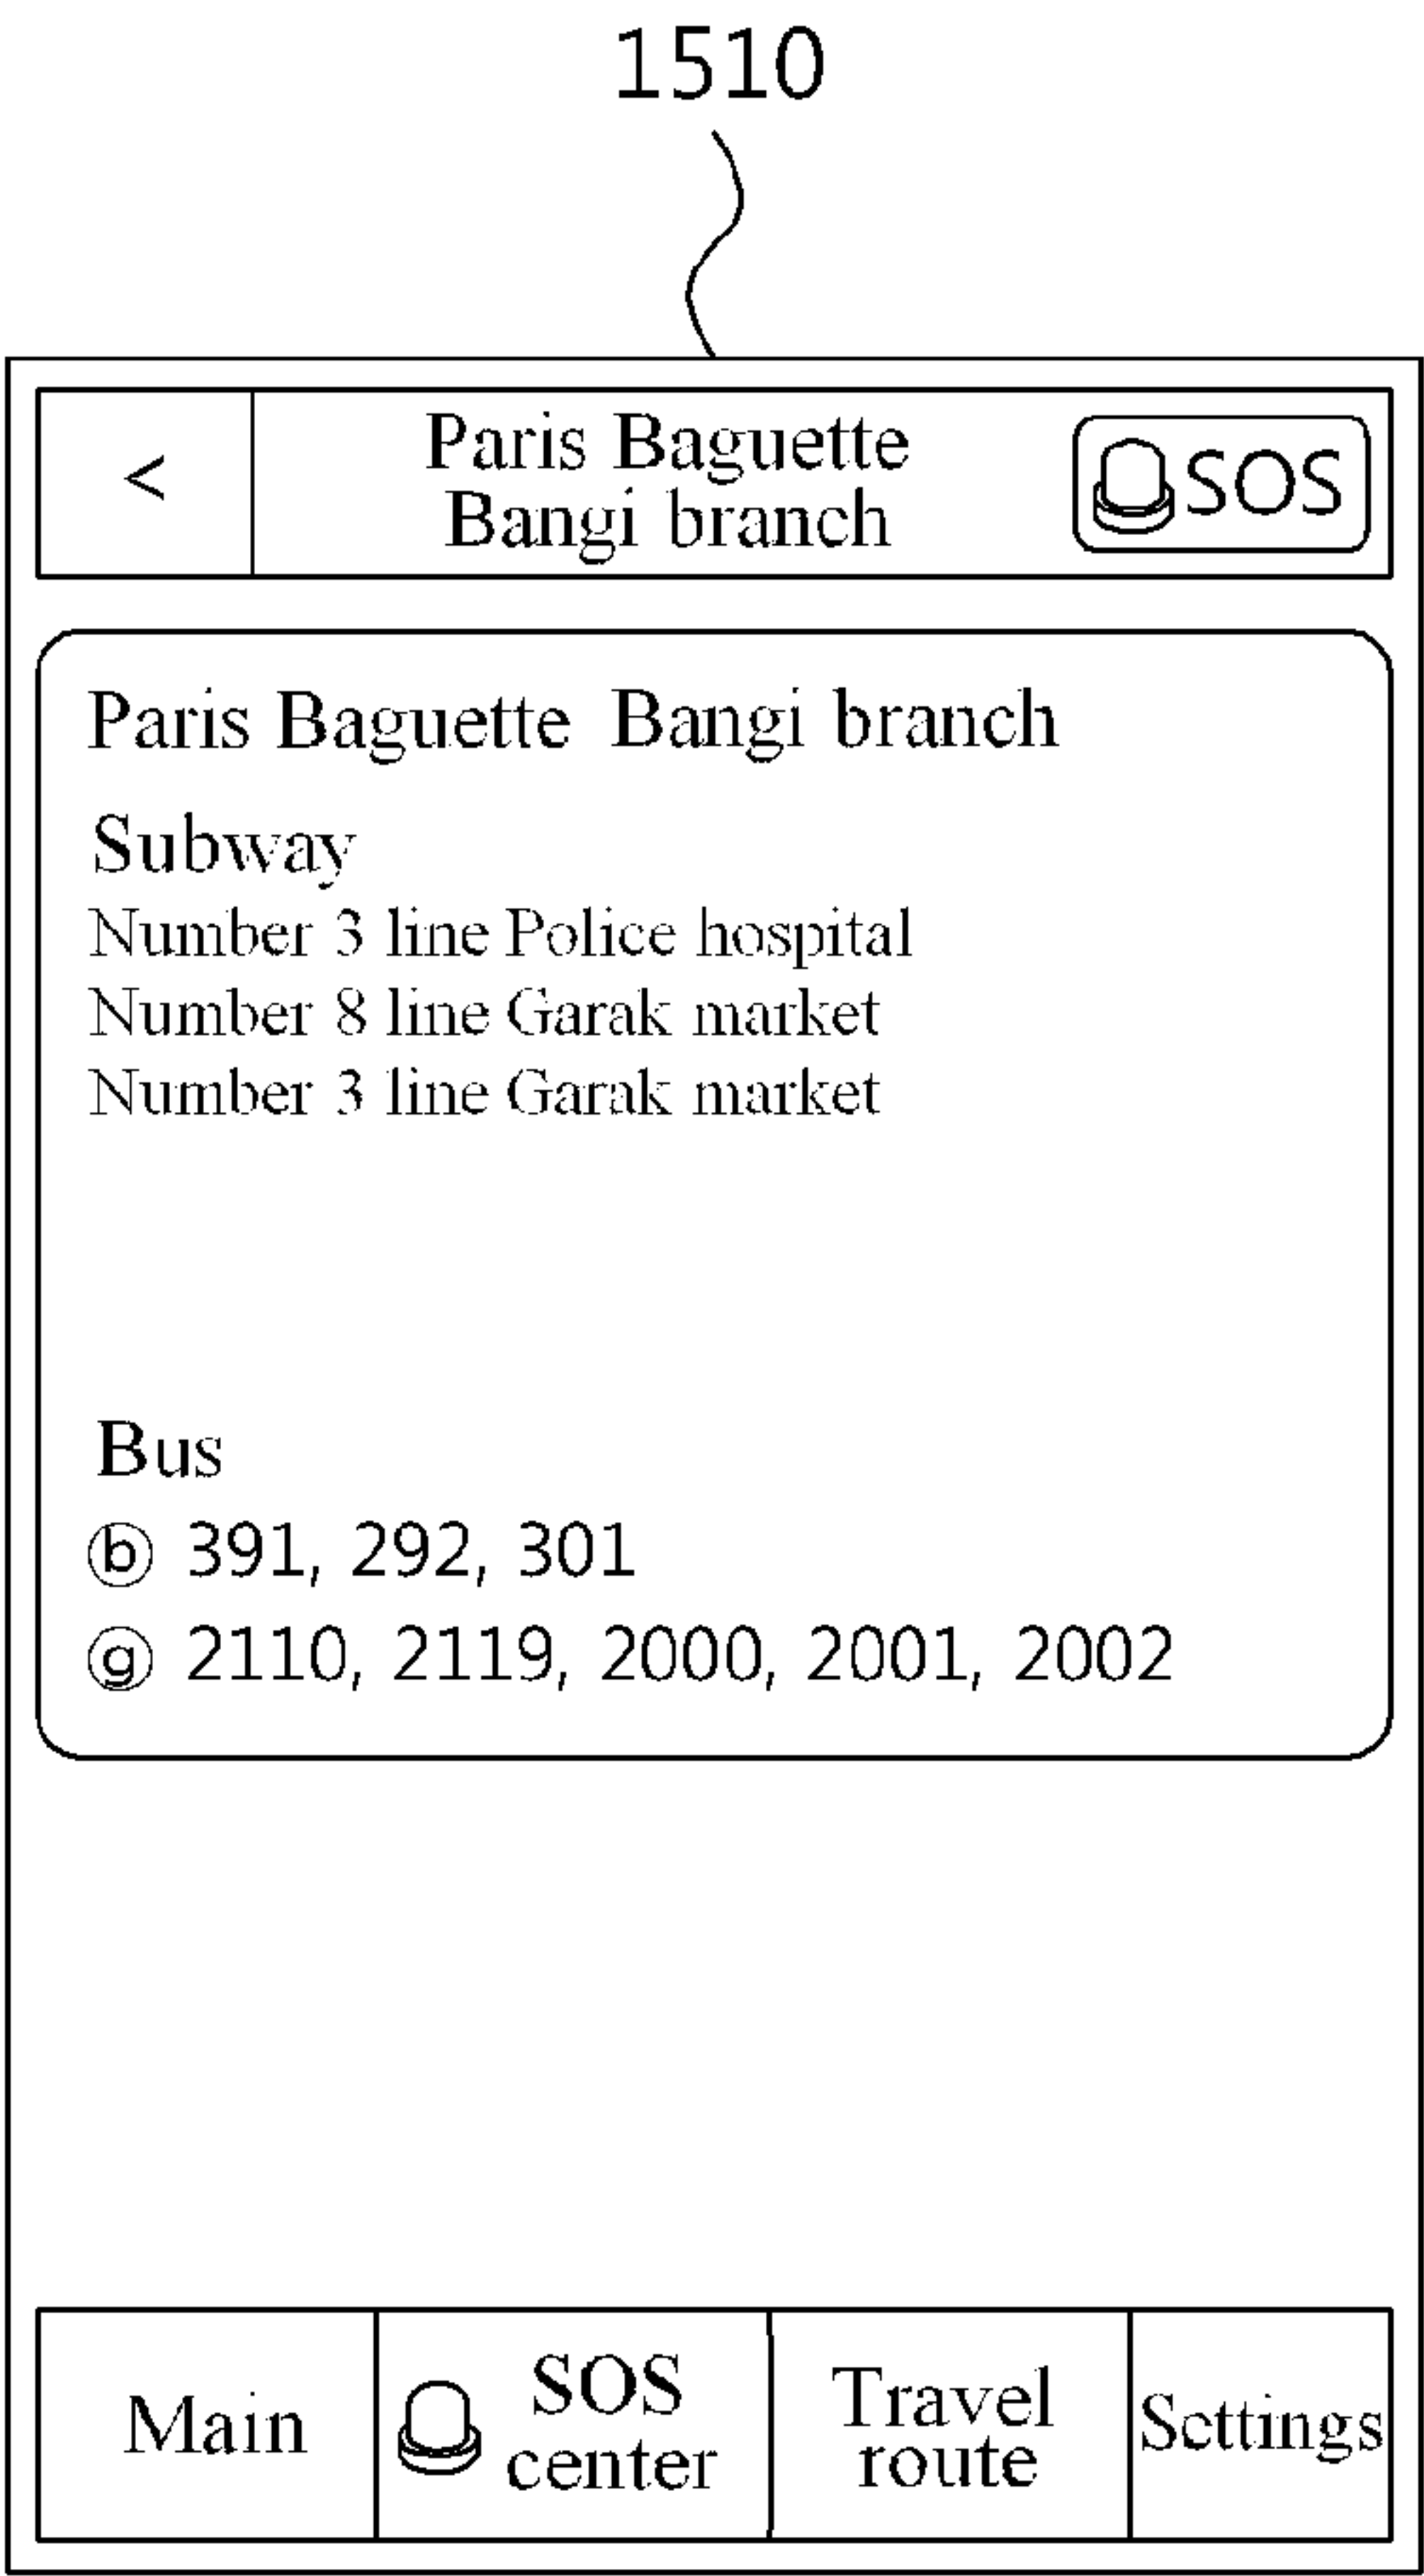 1510
<
Paris Baguette
Bangi branch
SOS
Paris Baguette Bangi branch
Subway
Number 3 line Police hospital
Number 8 line Garak market
Number 3 line Garak market
Bus
ⓑ 391, 292, 301
ⓖ 2110, 2119, 2000, 2001, 2002
Main
SOS
center
Travel
route
Settings